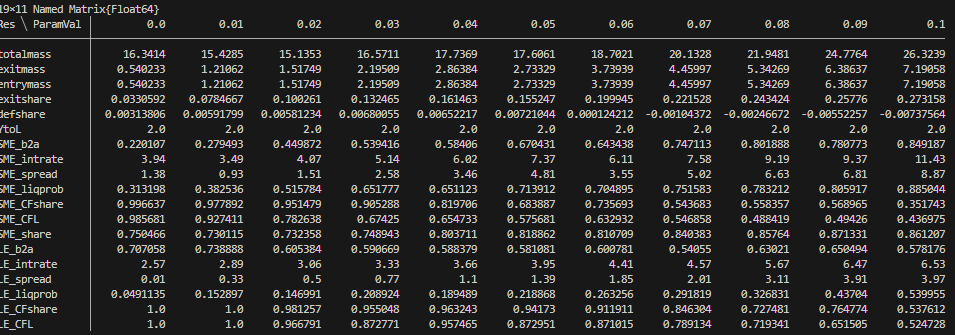 19×11 Named Matrix{Float64}
Res \ ParamVal 0.0 0.01 0.02 0.03 0.04 0.05 0.06 0.07 0.08 0.09 0.1
totalmass 16.3414 15.4285 15.1353 16.5711 17.7369 17.6061 18.7021 20.1328 21.9481 24.7764 26.3239
exitmass 0.540233 1.21062 1.51749 2.19509 2.86384 2.73329 3.73939 4.45997 5.34269 6.38637 7.19058
entrymass 0.540233 1.21062 1.51749 2.19509 2.86384 2.73329 3.73939 4.45997 5.34269 6.38637 7.19058
exitshare 0.0330592 0.0784667 0.100261 0.132465 0.161463 0.155247 0.199945 0.221528 0.243424 0.25776 0.273158
defshare 0.00313806 0.00591799 0.00581234 0.00680055 0.00652217 0.00721044 0.000124212 -0.00104372 -0.00246672 -0.00552257 -0.00737564
YtoL 2.0 2.0 2.0 2.0 2.0 2.0 2.0 2.0 2.0 2.0 2.0
SME_b2a 0.220107 0.279493 0.449872 0.539416 0.58406 0.670431 0.643438 0.747113 0.801888 0.780773 0.849187
SME_intrate 3.94 3.49 4.07 5.14 6.02 7.37 6.11 7.58 9.19 9.37 11.43
SME_spread 1.38 0.93 1.51 2.58 3.46 4.81 3.55 5.02 6.63 6.81 8.87
SME_liqprob 0.313198 0.382536 0.515784 0.651777 0.651123 0.713912 0.704895 0.751583 0.783212 0.805917 0.885044
SME_CFshare 0.996637 0.977892 0.951479 0.905288 0.819706 0.683887 0.735693 0.543683 0.558357 0.568965 0.351743
SME_CFL 0.985681 0.927411 0.782638 0.67425 0.654733 0.575681 0.632932 0.546858 0.488419 0.49426 0.436975
SME_share 0.750466 0.730115 0.732358 0.748943 0.803711 0.818862 0.810709 0.840383 0.85764 0.871331 0.861207
LE_b2a 0.707058 0.738888 0.605384 0.590669 0.588379 0.581081 0.600781 0.54055 0.63021 0.650494 0.578176
LE_intrate 2.57 2.89 3.06 3.33 3.66 3.95 4.41 4.57 5.67 6.47 6.53
LE_spread 0.01 0.33 0.5 0.77 1.1 1.39 1.85 2.01 3.11 3.91 3.97
LE_liqprob 0.0491135 0.152897 0.146991 0.208924 0.189489 0.218868 0.263256 0.291819 0.326831 0.43704 0.539955
LE_CFshare 1.0 1.0 0.981257 0.955048 0.963243 0.94173 0.911911 0.846304 0.727481 0.764774 0.537612
LE_CFL 1.0 1.0 0.966791 0.872771 0.957465 0.872951 0.871015 0.789134 0.719341 0.651505 0.524728